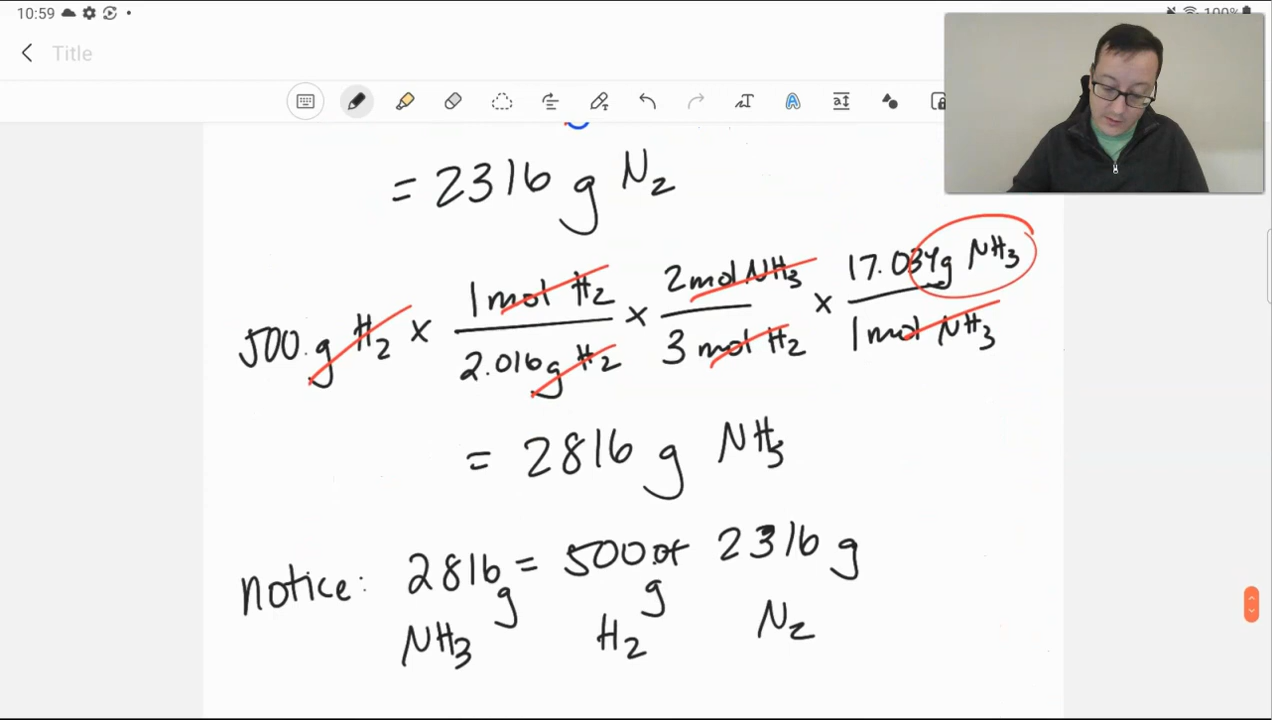 10:59 100%
Title
= 2316 g N₂
500. g H₂ × 1 mol H₂ / 2.016 g H₂ × 2 mol NH₃ / 3 mol H₂ × 17.034 g NH₃ / 1 mol NH₃
= 2816 g NH₃
notice: 2816 g = 500. g + 2316 g
NH₃ H₂ N₂